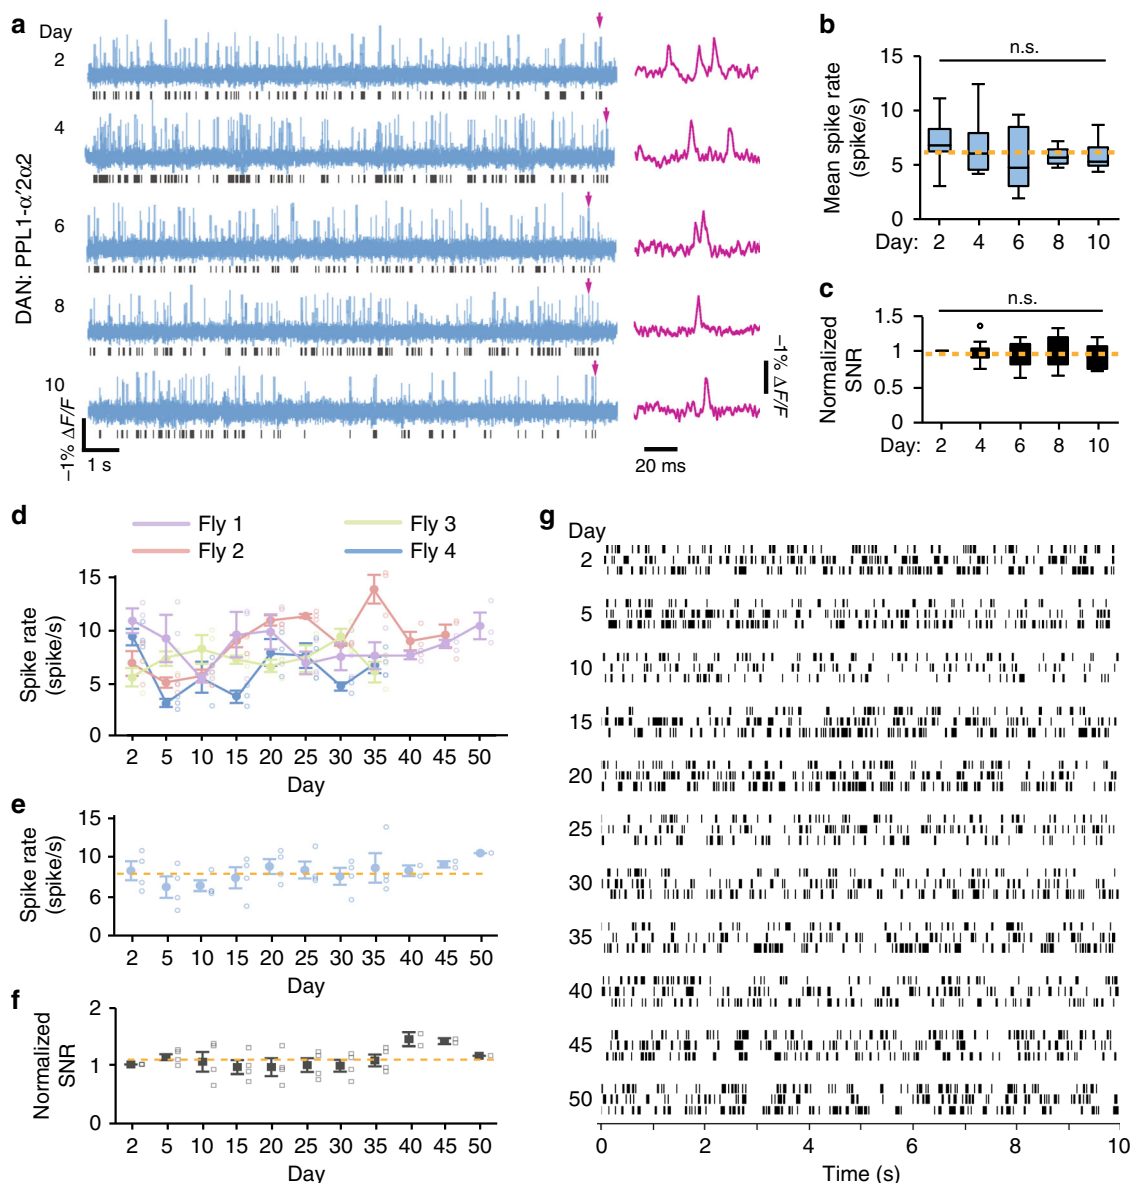 a
Day
2
4
6
8
10
DAN: PPL1-α′2α2
−1% ΔF/F
1 s
20 ms
−1% ΔF/F
b
n.s.
Mean spike rate
(spike/s)
15
10
5
0
Day: 2 4 6 8 10
c
n.s.
Normalized
SNR
1.5
1
0.5
0
Day: 2 4 6 8 10
d
Fly 1
Fly 3
Fly 2
Fly 4
Spike rate
(spike/s)
15
10
5
0
2 5 10 15 20 25 30 35 40 45 50
Day
e
Spike rate
(spike/s)
15
10
6
0
2 5 10 15 20 25 30 35 40 45 50
Day
f
Normalized
SNR
2
1
0
2 5 10 15 20 25 30 35 40 45 50
Day
g
Day
2
5
10
15
20
25
30
35
40
45
50
0 2 4 6 8 10
Time (s)